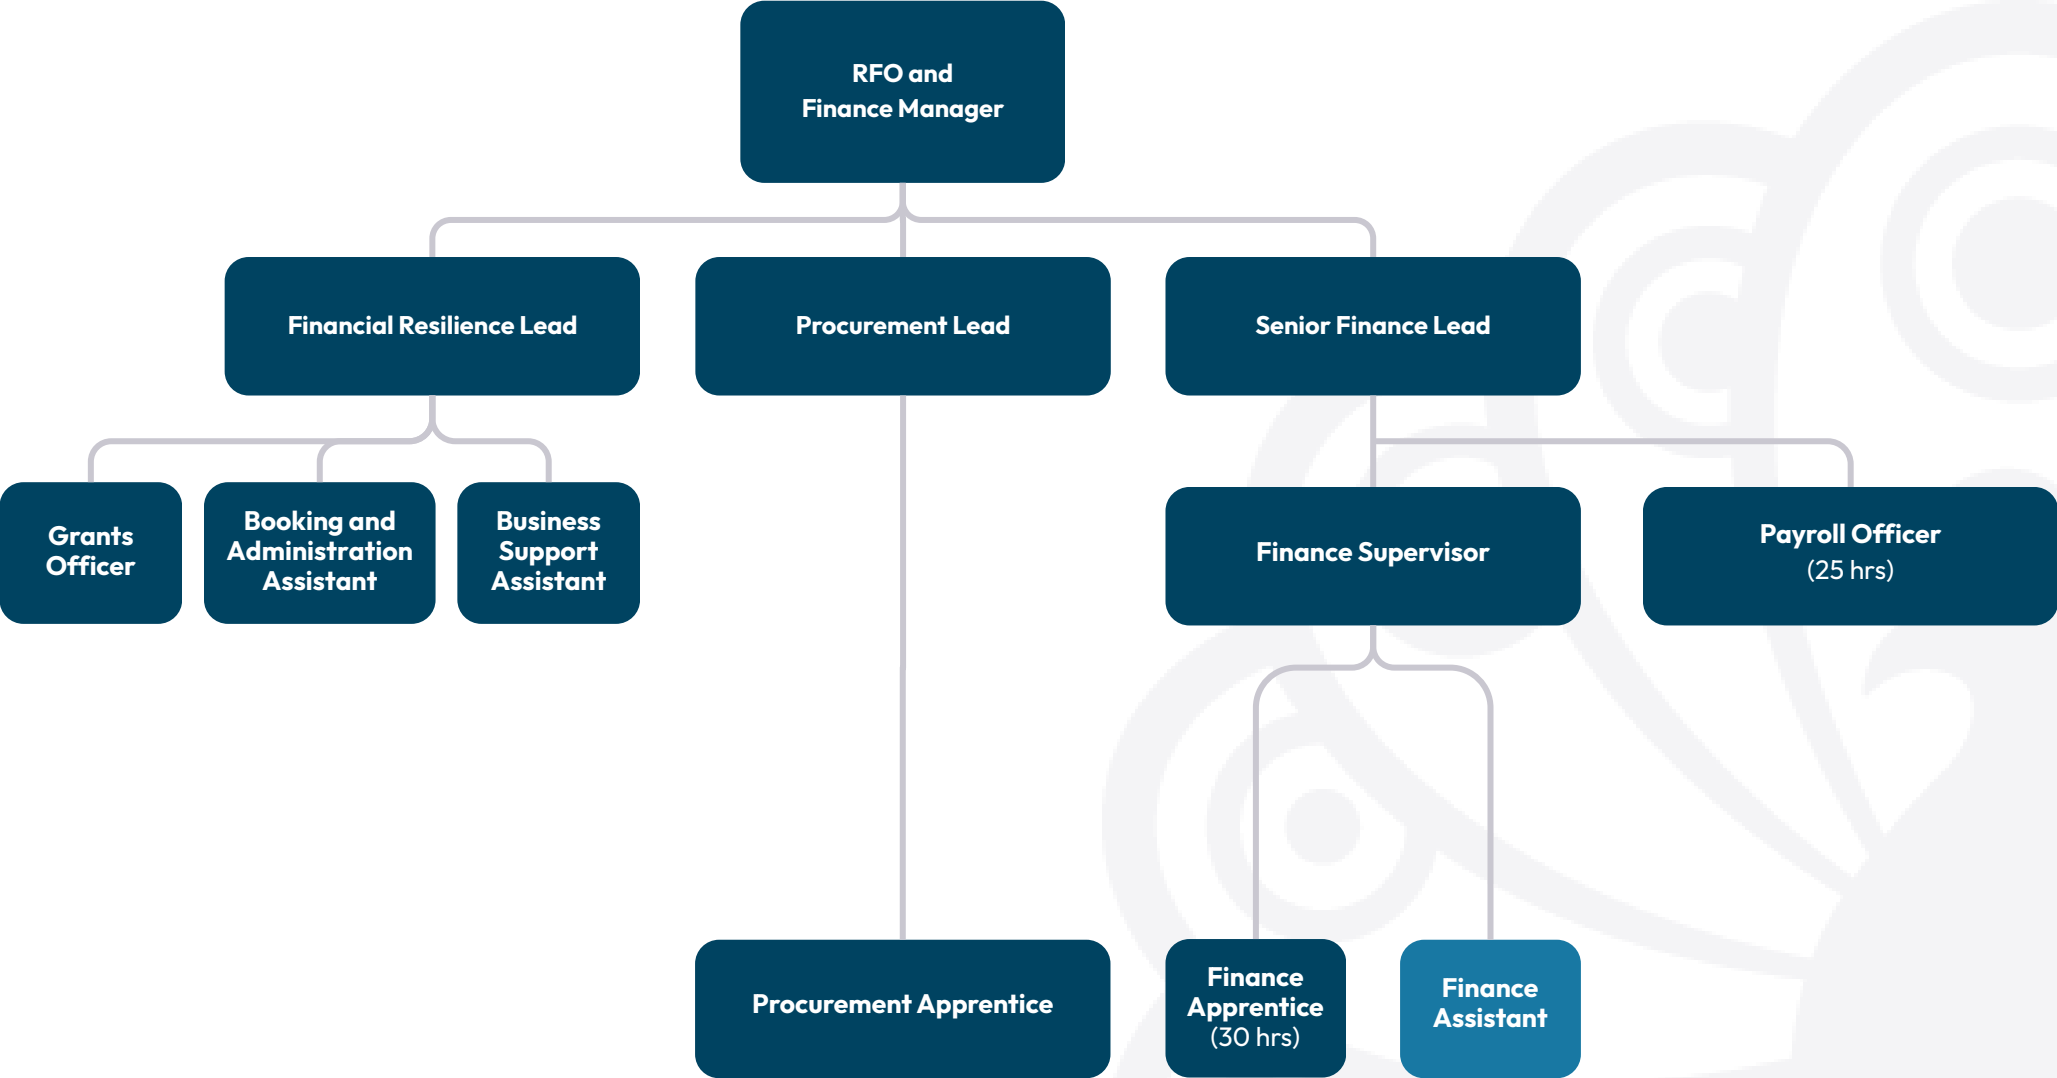 RFO and
Finance Manager
Financial Resilience Lead
Procurement Lead
Senior Finance Lead
Grants
Officer
Booking and
Administration
Assistant
Business
Support
Assistant
Finance Supervisor
Payroll Officer
(25 hrs)
Procurement Apprentice
Finance
Apprentice
(30 hrs)
Finance
Assistant